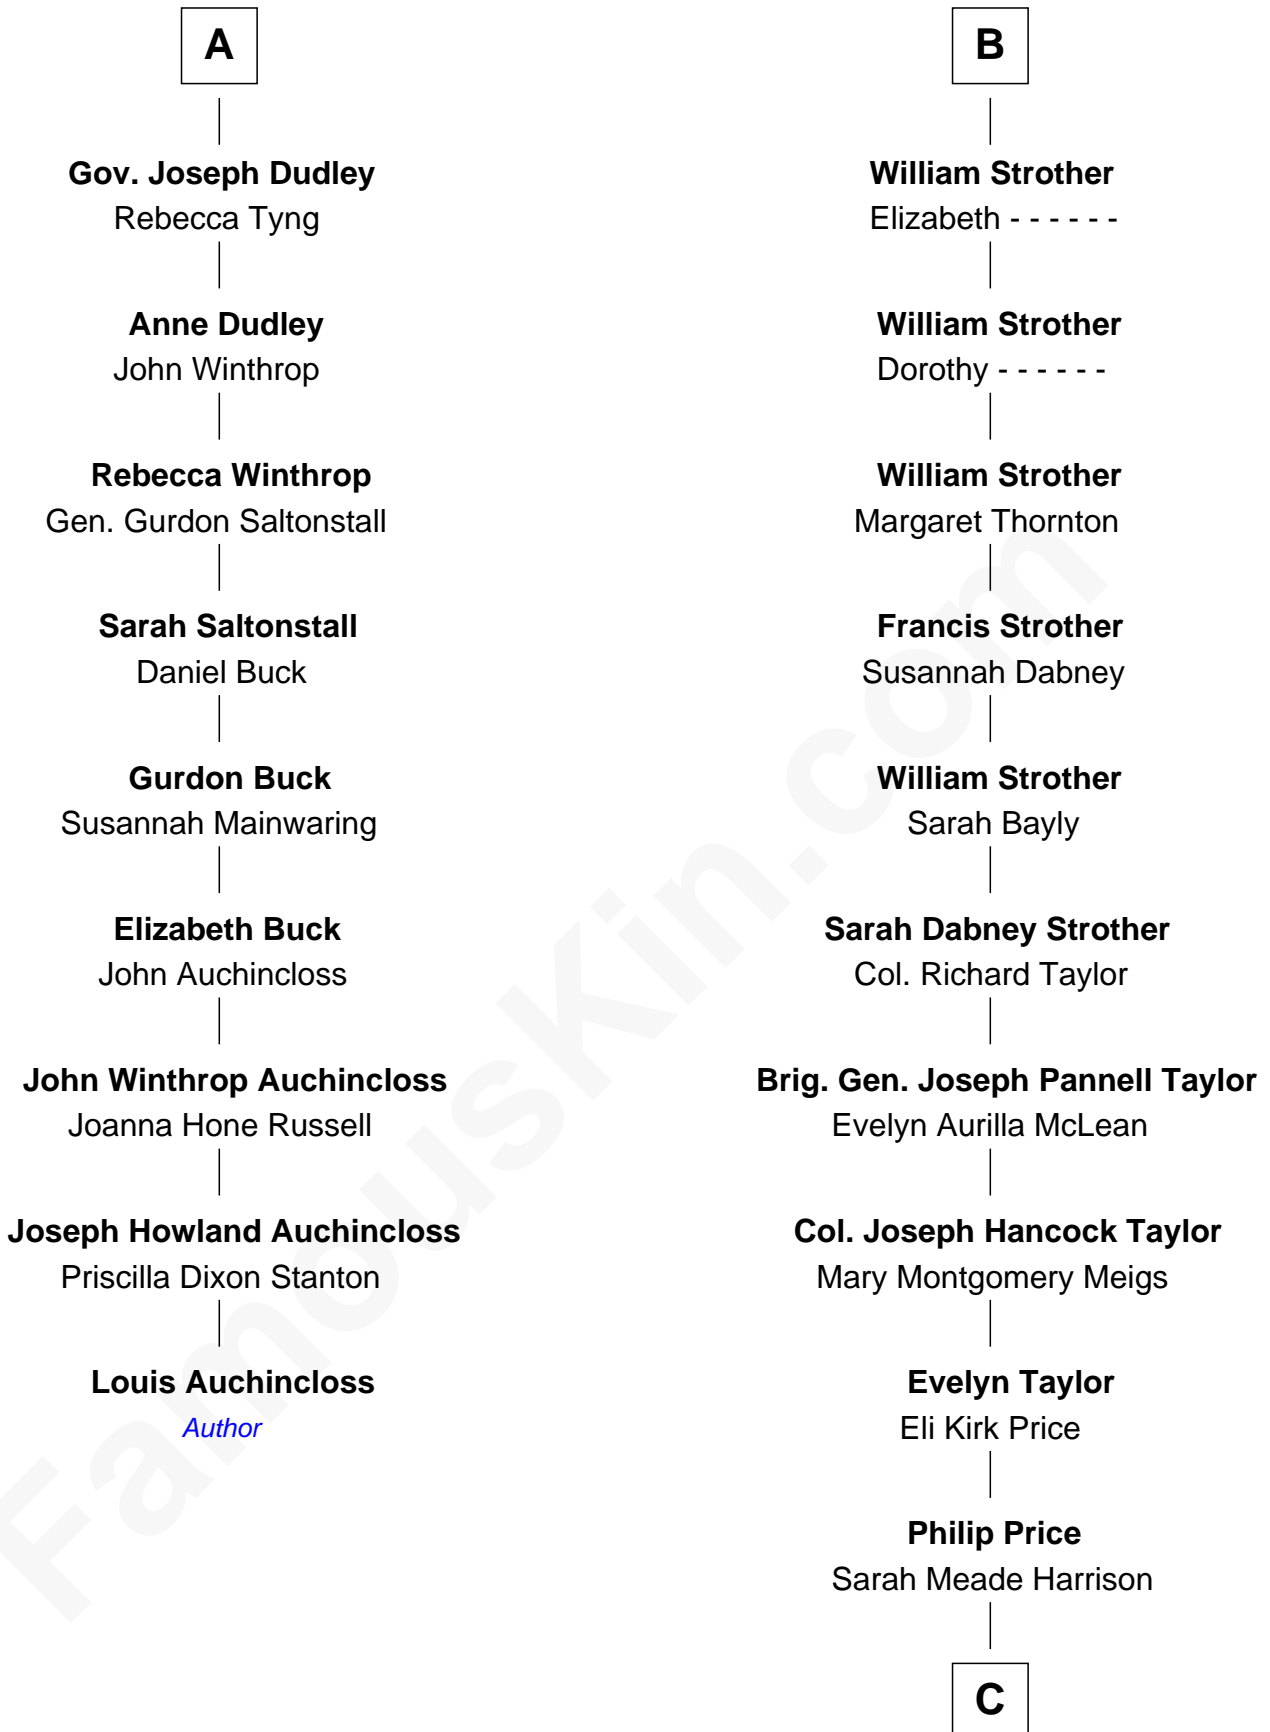 A
Gov. Joseph Dudley
Rebecca Tyng
Anne Dudley
John Winthrop
Rebecca Winthrop
Gen. Gurdon Saltonstall
Sarah Saltonstall
Daniel Buck
Gurdon Buck
Susannah Mainwaring
Elizabeth Buck
John Auchincloss
John Winthrop Auchincloss
Joanna Hone Russell
Joseph Howland Auchincloss
Priscilla Dixon Stanton
Louis Auchincloss
Author
B
William Strother
Elizabeth - - - - - -
William Strother
Dorothy - - - - - -
William Strother
Margaret Thornton
Francis Strother
Susannah Dabney
William Strother
Sarah Bayly
Sarah Dabney Strother
Col. Richard Taylor
Brig. Gen. Joseph Pannell Taylor
Evelyn Aurilla McLean
Col. Joseph Hancock Taylor
Mary Montgomery Meigs
Evelyn Taylor
Eli Kirk Price
Philip Price
Sarah Meade Harrison
C
FamousKin.com